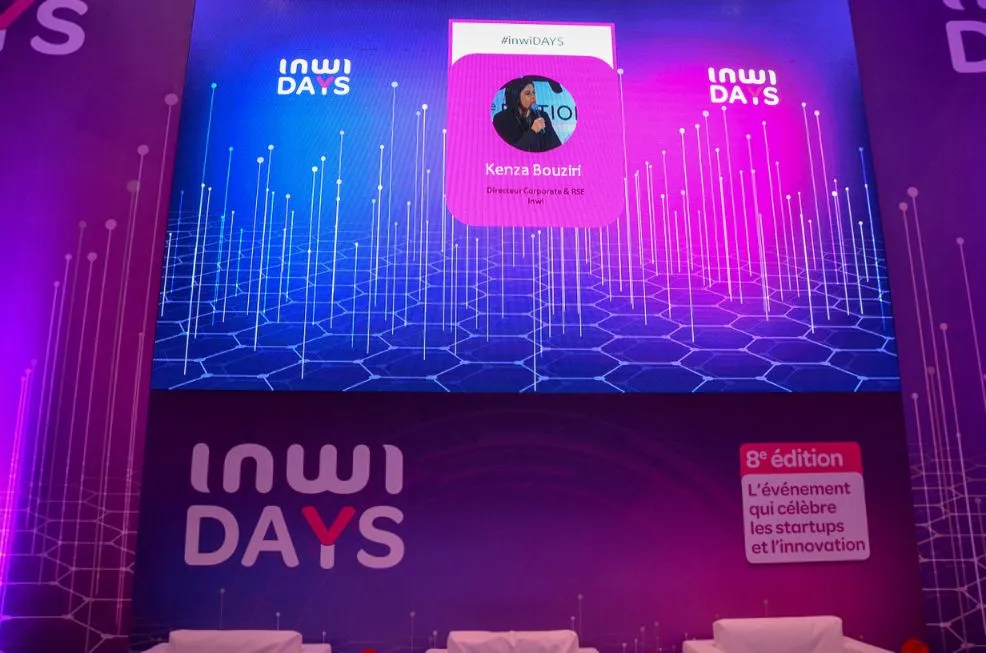 #inwiDAYS
inwi
DAYS
inwi
DAYS
Kenza Bouziri
Directeur Corporate & RSE
Inwi
inwi
DAYS
8e édition
L'événement
qui célèbre
les startups
et l'innovation